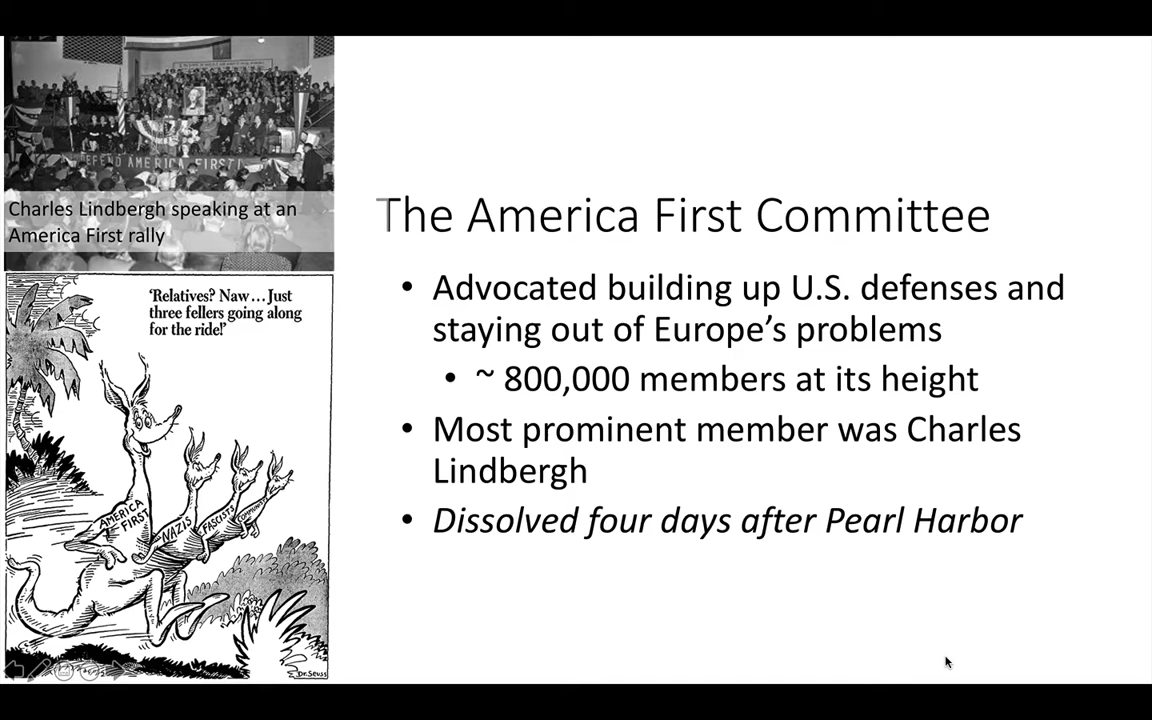 DEFEND AMERICA FIRST!
Charles Lindbergh speaking at an
America First rally
'Relatives? Naw...Just
three fellers going along
for the ride!'
AMERICA
FIRST
NAZIS
FASCISTS
COMMUNISTS
Dr. Seuss
The America First Committee
• Advocated building up U.S. defenses and
staying out of Europe's problems
• ~ 800,000 members at its height
• Most prominent member was Charles
Lindbergh
• Dissolved four days after Pearl Harbor